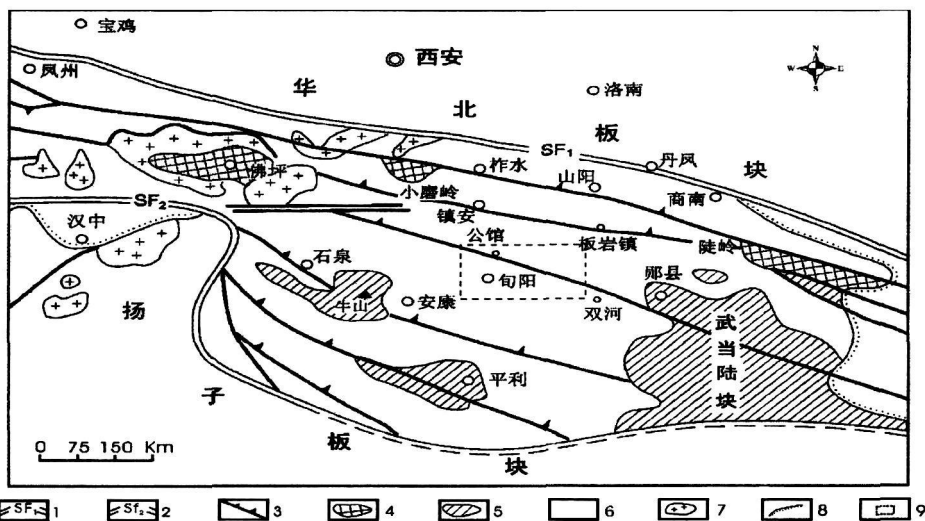 宝鸡
西安
凤州
华
北
板
块
洛南
N
W
E
S
SF₁
丹凤
柞水
山阳
佛坪
小磨岭
商南
SF₂
镇安
汉中
公馆
板岩镇
陡岭
石泉
旬阳
郧县
牛山
安康
双河
扬
子
板
块
武
当
陆
块
平利
0 75 150 Km
SF₁ 1 Sf₂ 2 3 4 5 6 7 8 9